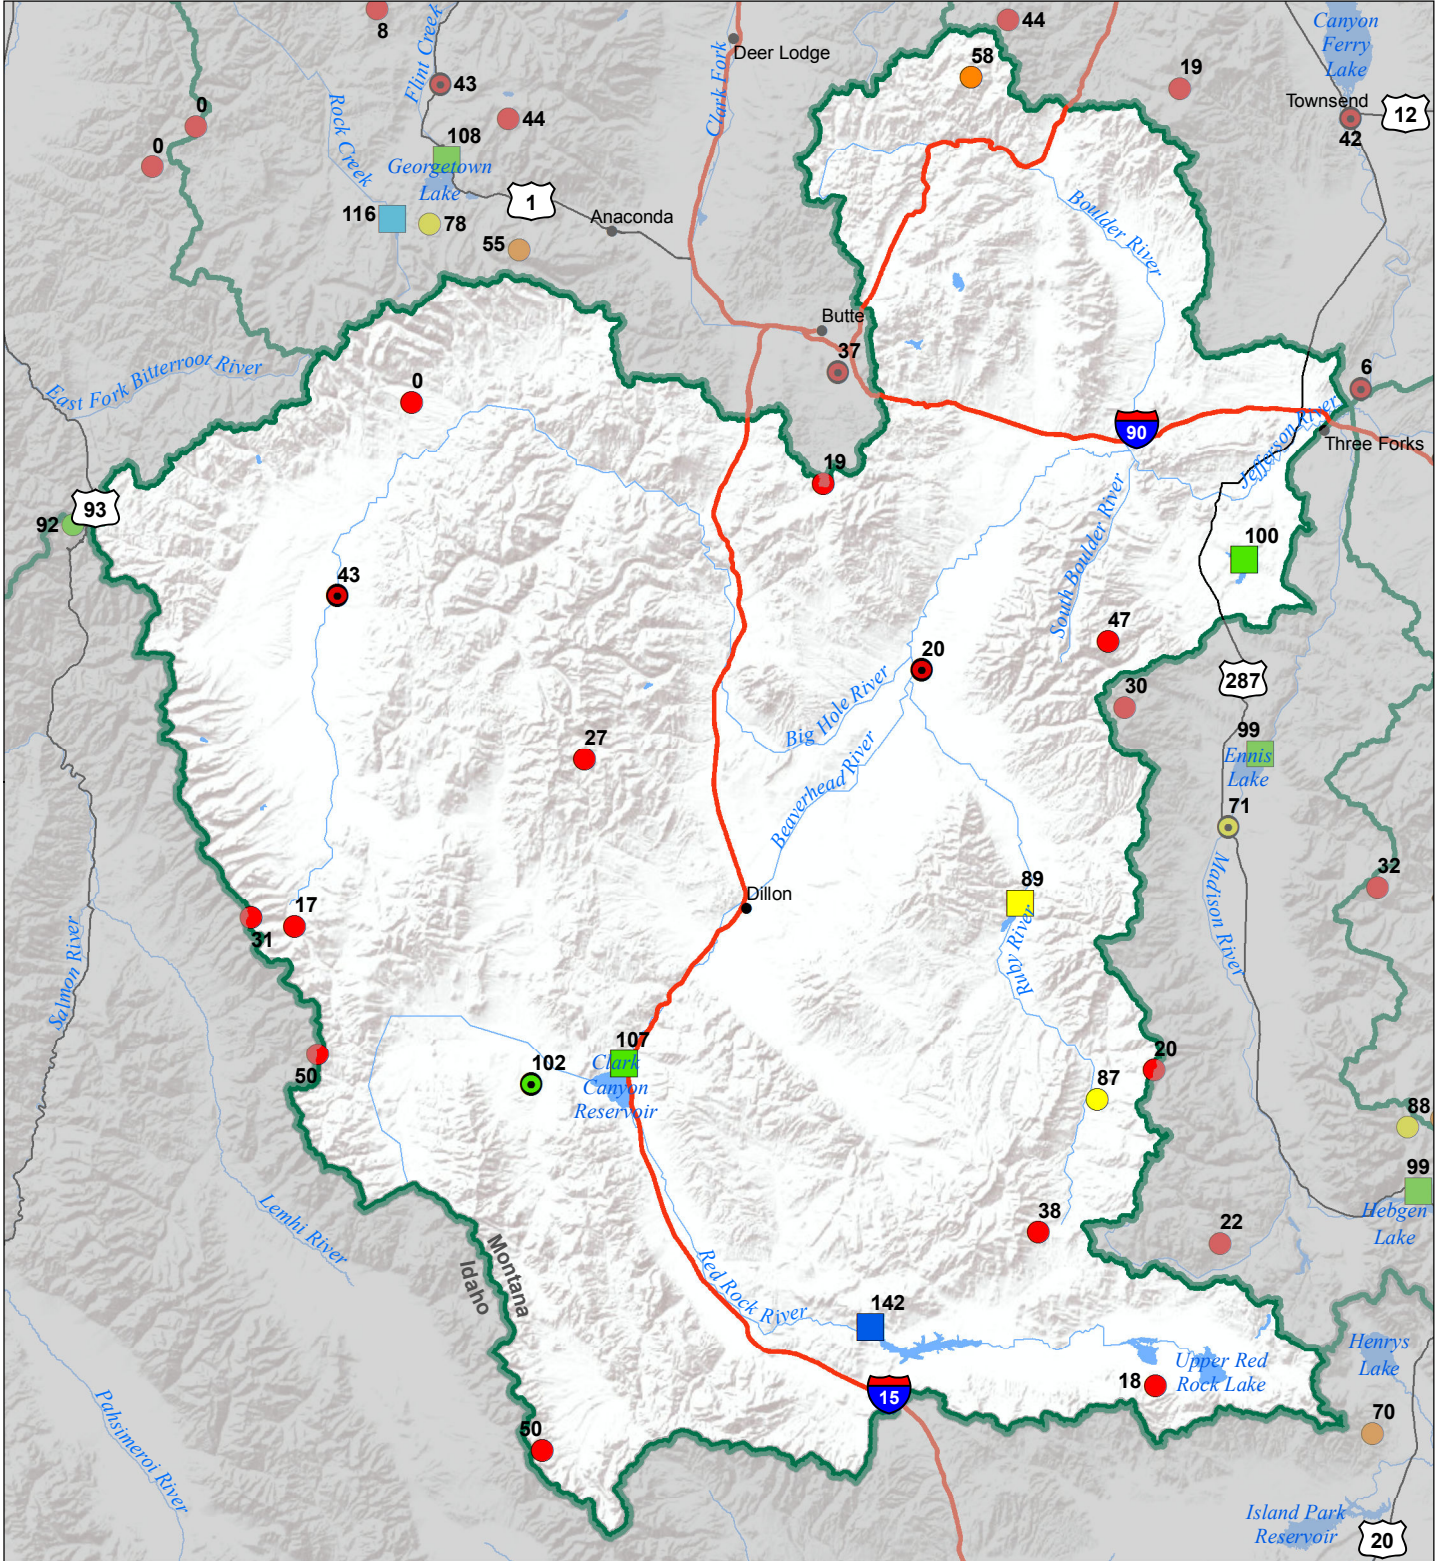 8
44
Canyon
Ferry
Lake
Deer Lodge
58
Flint Creek
43
19
Clark Fork
Townsend
12
Rock Creek
44
0
108
42
0
Georgetown
Lake
1
116
78
Anaconda
55
Boulder River
Butte
37
6
East Fork Bitterroot River
0
90
Jefferson River
Three Forks
19
93
92
100
South Boulder River
43
47
20
287
30
Big Hole River
27
99
Ennis
Lake
Beaverhead River
71
32
Madison River
89
Dillon
17
31
Ruby River
Salmon River
107
20
102
Clark
Canyon
Reservoir
50
87
88
99
Hebgen
Lake
Lemhi River
38
22
Montana
Idaho
Red Rock River
142
Henrys
Lake
Upper Red
Rock Lake
18
15
Pahsimeroi River
50
70
Island Park
Reservoir
20